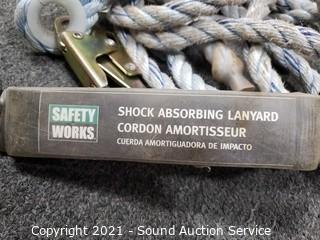 SAFETY
WORKS
SHOCK ABSORBING LANYARD
CORDON AMORTISSEUR
CUERDA AMORTIGUADORA DE IMPACTO
Copyright 2021 - Sound Auction Service